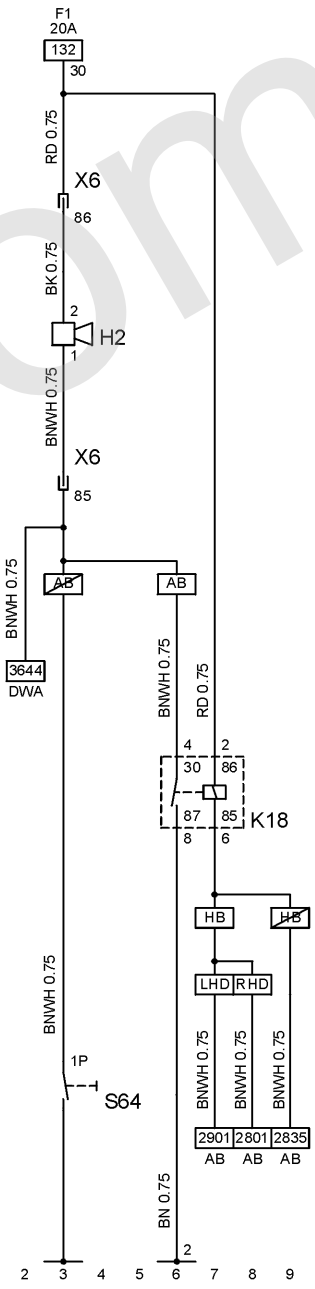 F1
20A
132
30
RD 0.75
X6
86
BK 0.75
2
H2
1
BNWH 0.75
X6
85
AB
AB
BNWH 0.75
3644
DWA
BNWH 0.75
RD 0.75
4
2
30
86
87
85
K18
8
6
HB
HB
LHD
RHD
BNWH 0.75
BNWH 0.75
BNWH 0.75
BNWH 0.75
1P
S64
2901
2801
2835
AB
AB
AB
BN 0.75
2
2
3
4
5
6
7
8
9
om